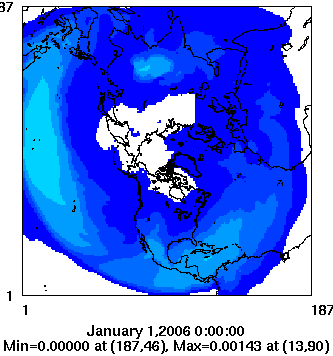 87
1
1 187
January 1,2006 0:00:00
Min=0.00000 at (187,46), Max=0.00143 at (13,90)